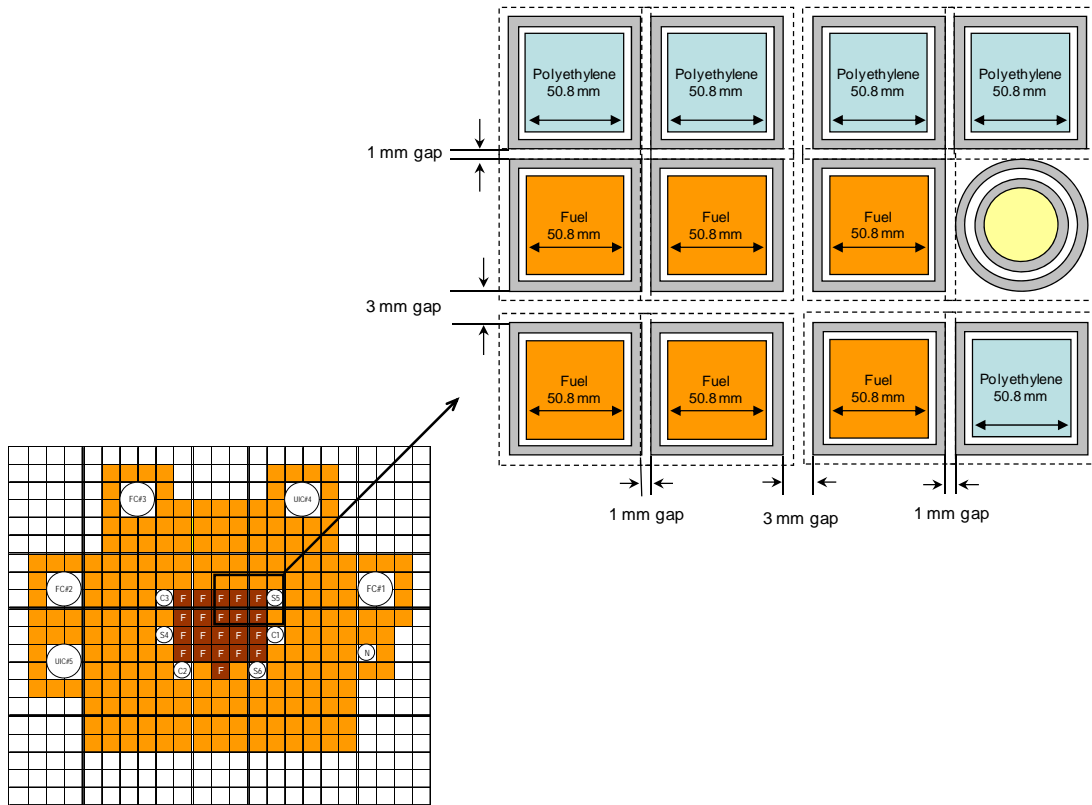 Polyethylene
50.8 mm
Polyethylene
50.8 mm
Polyethylene
50.8 mm
Polyethylene
50.8 mm
1 mm gap
Fuel
50.8 mm
Fuel
50.8 mm
Fuel
50.8 mm
3 mm gap
Fuel
50.8 mm
Fuel
50.8 mm
Fuel
50.8 mm
Polyethylene
50.8 mm
1 mm gap
3 mm gap
1 mm gap
FC#3
UIC#4
FC#2
FC#1
C3 F F F F F S5
F F F F F
S4 F F F F F C1
F F F F F N
UIC#5
C2 F S6